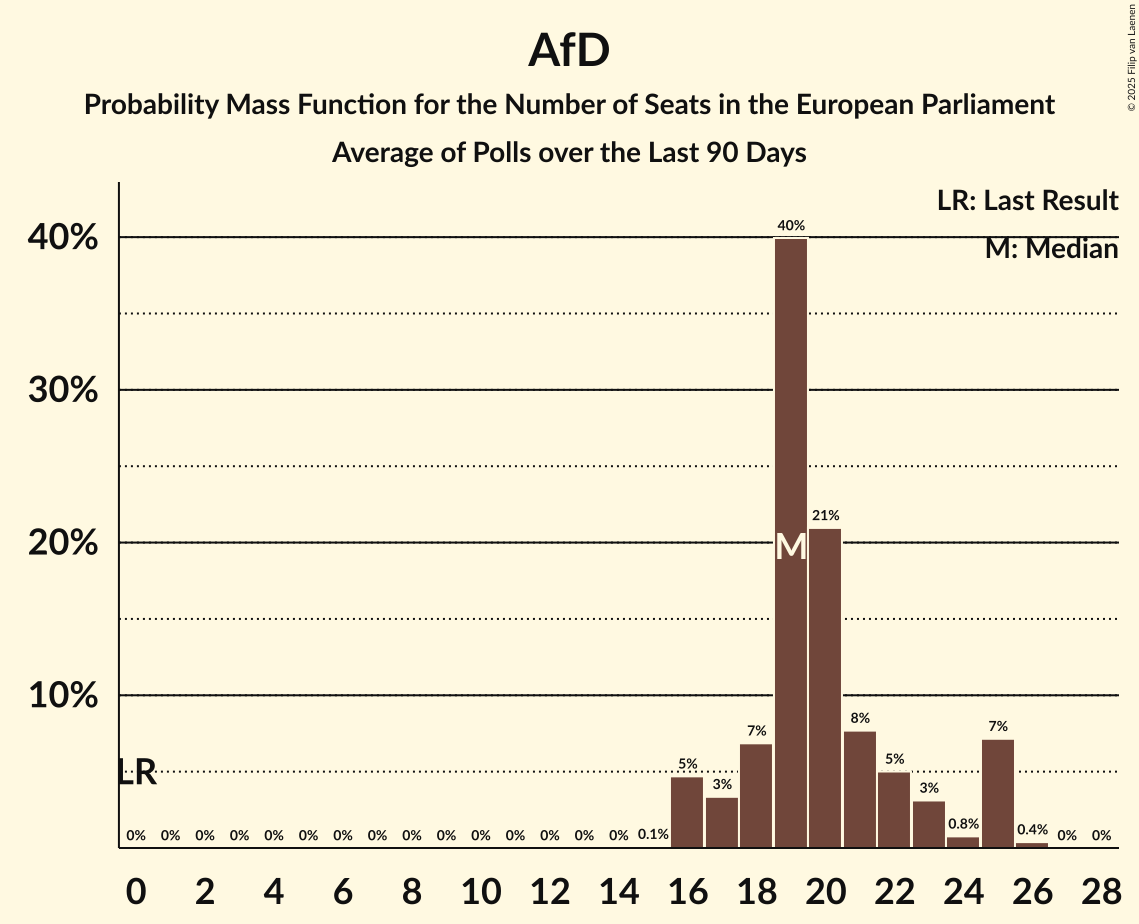 AfD
Probability Mass Function for the Number of Seats in the European Parliament
Average of Polls over the Last 90 Days
© 2025 Filip van Laenen
LR: Last Result
M: Median
40%
30%
20%
10%
LR
M
0% 0% 0% 0% 0% 0% 0% 0% 0% 0% 0% 0% 0% 0% 0% 0.1% 5% 3% 7% 40% 21% 8% 5% 3% 0.8% 7% 0.4% 0% 0%
0 2 4 6 8 10 12 14 16 18 20 22 24 26 28